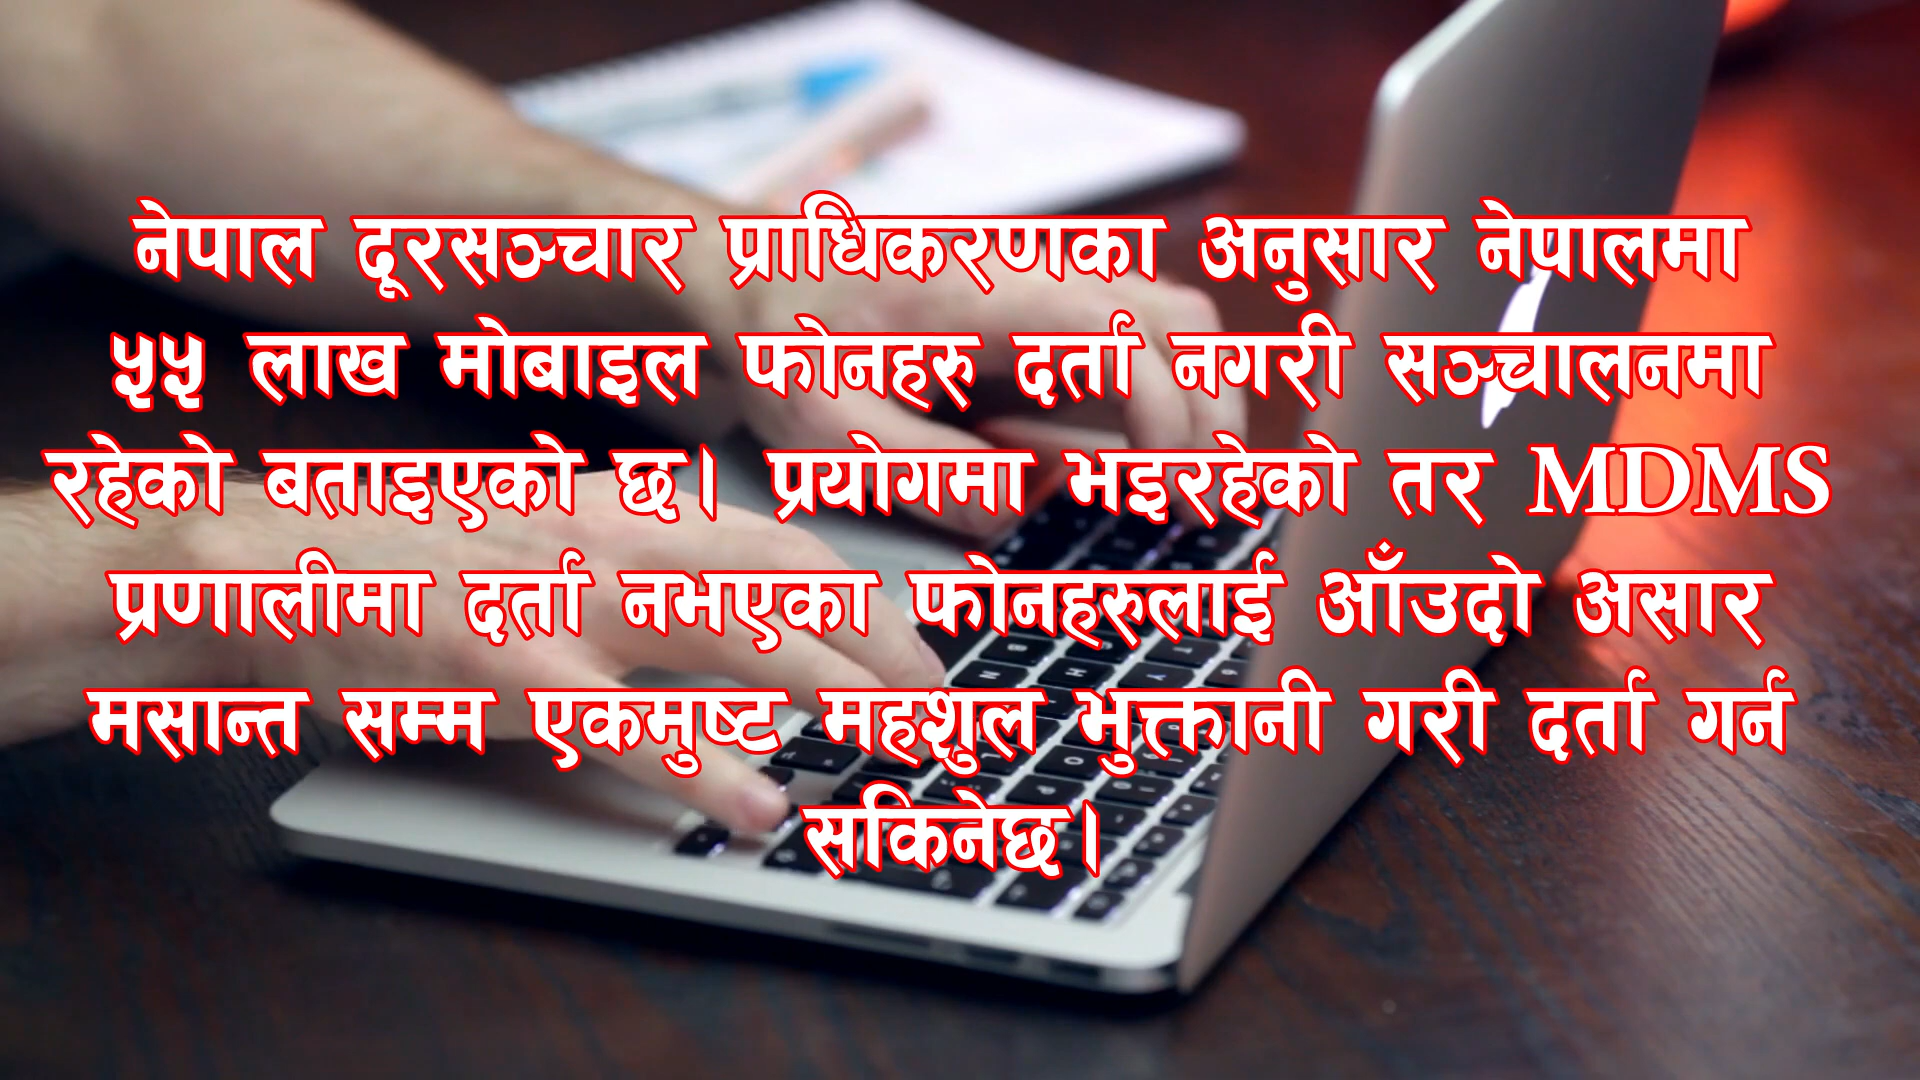 नेपाल दूरसञ्चार प्राधिकरणका अनुसार नेपालमा
५५ लाख मोबाइल फोनहरु दर्ता नगरी सञ्चालनमा
रहेको बताइएको छ। प्रयोगमा भइरहेको तर MDMS
प्रणालीमा दर्ता नभएका फोनहरुलाई आँउदो असार
मसान्त सम्म एकमुष्ट महशुल भुक्तानी गरी दर्ता गर्न
सकिनेछ।